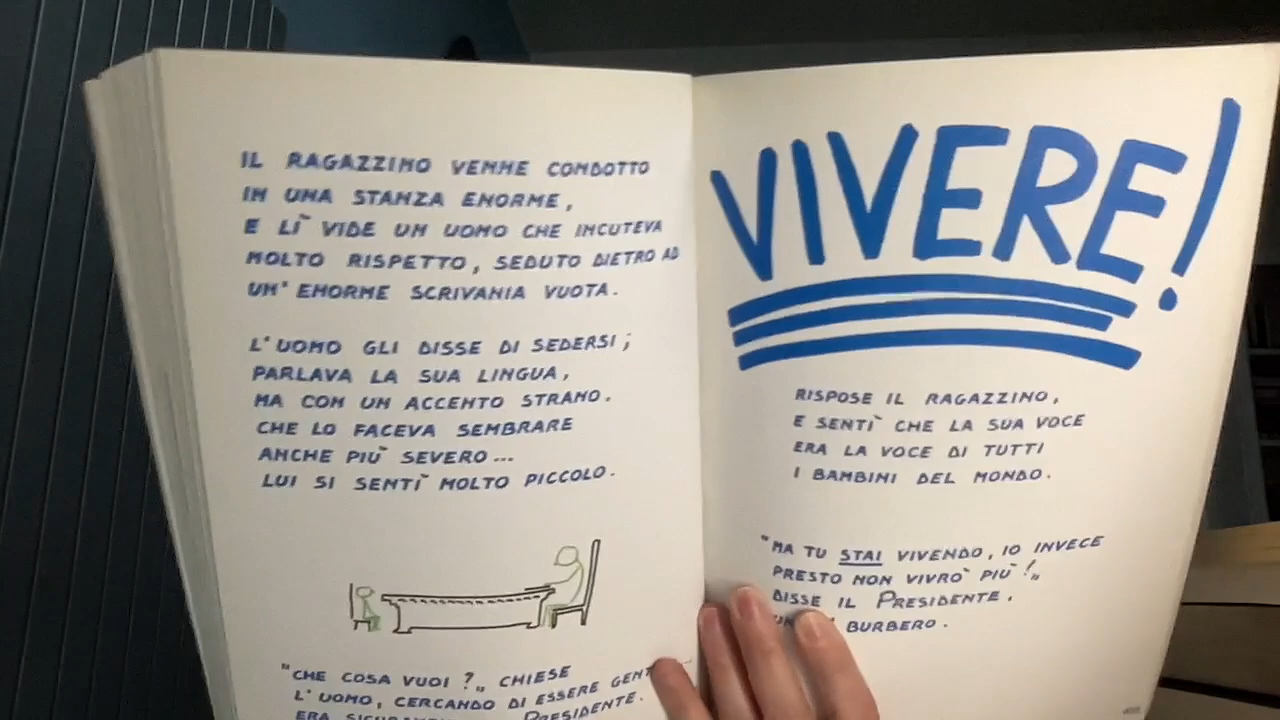 IL RAGAZZINO VENNE CONDOTTO
IN UNA STANZA ENORME,
E LÌ VIDE UN UOMO CHE INCUTEVA
MOLTO RISPETTO, SEDUTO DIETRO AD
UN' ENORME SCRIVANIA VUOTA.
L'UOMO GLI DISSE DI SEDERSI;
PARLAVA LA SUA LINGUA,
MA CON UN ACCENTO STRANO.
CHE LO FACEVA SEMBRARE
ANCHE PIÙ SEVERO...
LUI SI SENTÌ MOLTO PICCOLO.
"CHE COSA VUOI?„ CHIESE
L'UOMO, CERCANDO DI ESSERE
ERA PRESIDENTE.
VIVERE!
RISPOSE IL RAGAZZINO,
E SENTÌ CHE LA SUA VOCE
ERA LA VOCE DI TUTTI
I BAMBINI DEL MONDO.
"MA TU STAI VIVENDO, IO INVECE
PRESTO NON VIVRÒ PIÙ!„
DISSE IL PRESIDENTE,
BURBERO.